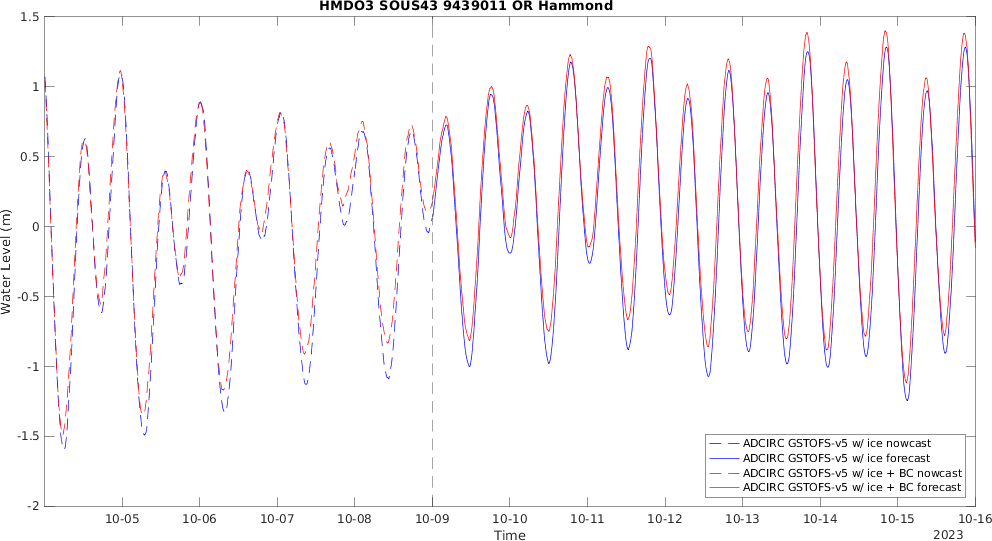 HMDO3 SOUS43 9439011 OR Hammond
1.5
1
0.5
0
-0.5
-1
-1.5
-2
Water Level (m)
10-05 10-06 10-07 10-08 10-09 10-10 10-11 10-12 10-13 10-14 10-15 10-16
Time
2023
ADCIRC GSTOFS-v5 w/ ice nowcast
ADCIRC GSTOFS-v5 w/ ice forecast
ADCIRC GSTOFS-v5 w/ ice + BC nowcast
ADCIRC GSTOFS-v5 w/ ice + BC forecast